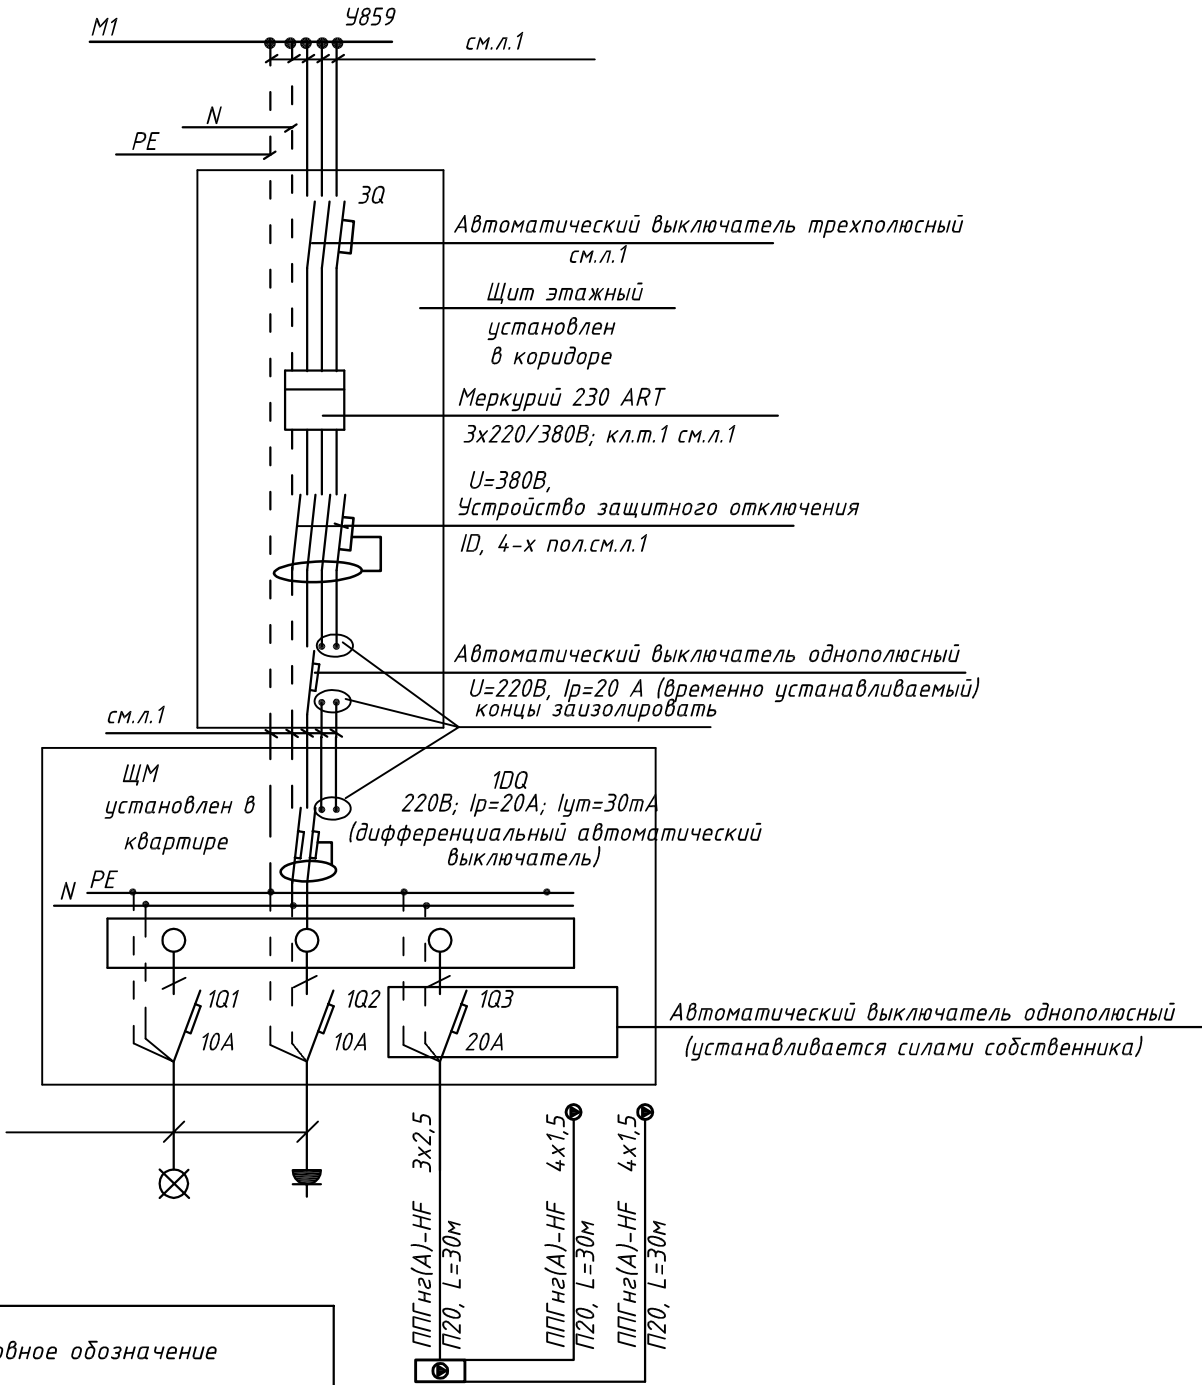 М1
У859
см.л.1
N
PE
3Q
Автоматический выключатель трехполюсный
см.л.1
Щит этажный
установлен
в коридоре
Меркурий 230 ART
3х220/380В; кл.т.1 см.л.1
U=380В,
Устройство защитного отключения
ID, 4-х пол.см.л.1
Автоматический выключатель однополюсный
U=220В, Iр=20 А (временно устанавливаемый)
концы заизолировать
см.л.1
ЩМ
установлен в
квартире
1DQ
220В; Iр=20А; Iут=30mA
(дифференциальный автоматический
выключатель)
PE
N
1Q1
10А
1Q2
10А
1Q3
20А
Автоматический выключатель однополюсный
(устанавливается силами собственника)
ППГнг(А)-HF 3х2,5
П20, L=30м
ППГнг(А)-HF 4х1,5
П20, L=30м
ППГнг(А)-HF 4х1,5
П20, L=30м
овное обозначение